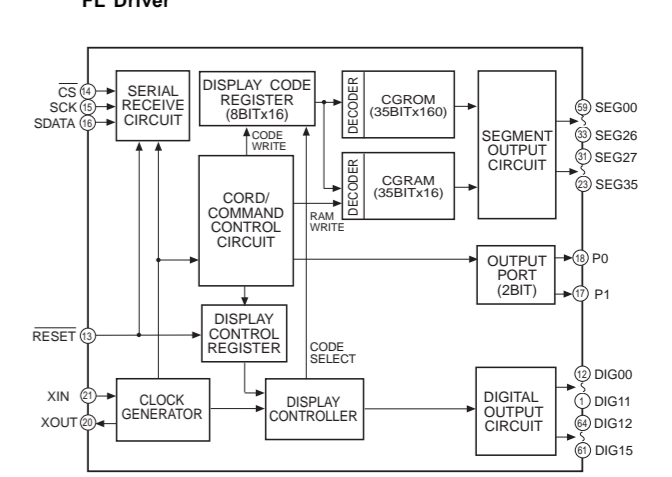 FL Driver
CS
14
SCK
15
SDATA
16
SERIAL
RECEIVE
CIRCUIT
DISPLAY CODE
REGISTER
(8BITx16)
DECODER
CGROM
(35BITx160)
SEGMENT
OUTPUT
CIRCUIT
59 SEG00
33 SEG26
31 SEG27
23 SEG35
CODE
WRITE
DECODER
CGRAM
(35BITx16)
CORD/
COMMAND
CONTROL
CIRCUIT
RAM
WRITE
OUTPUT
PORT
(2BIT)
18 P0
17 P1
RESET 13
DISPLAY
CONTROL
REGISTER
CODE
SELECT
XIN 21
XOUT 20
CLOCK
GENERATOR
DISPLAY
CONTROLLER
DIGITAL
OUTPUT
CIRCUIT
12 DIG00
1 DIG11
64 DIG12
61 DIG15